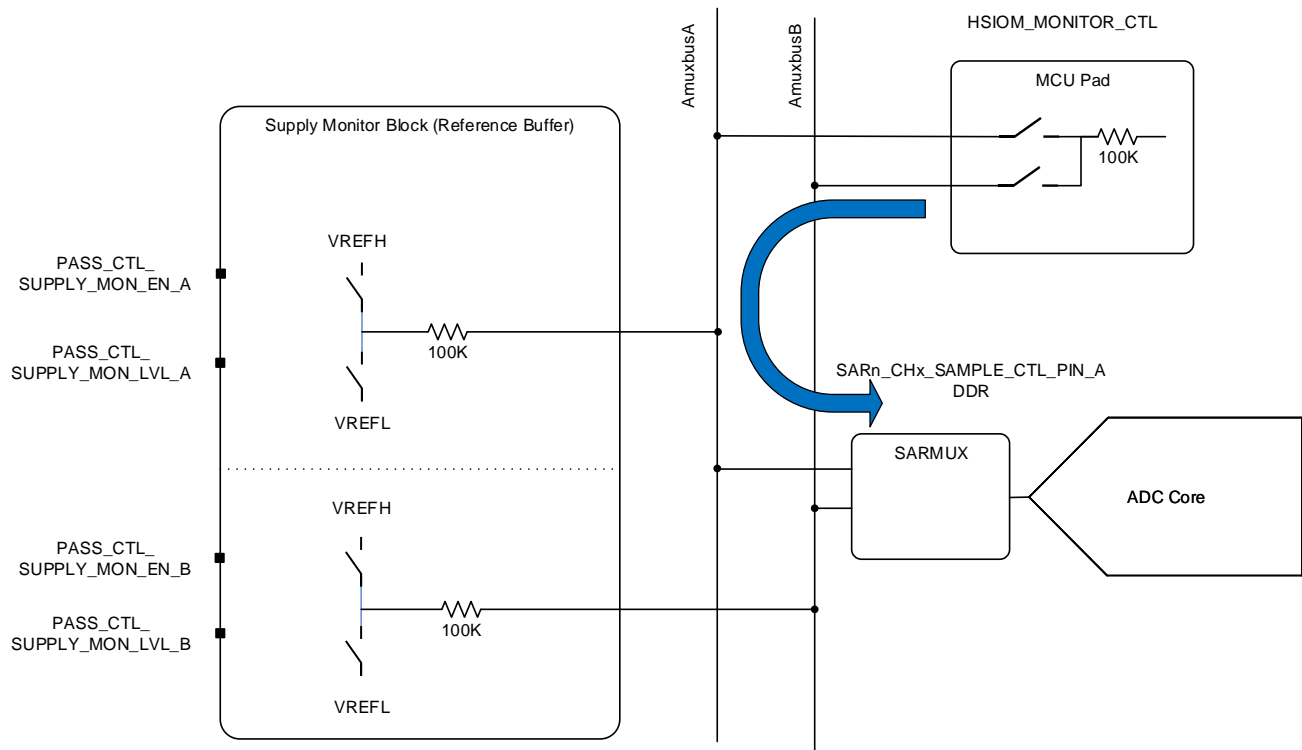 HSIOM_MONITOR_CTL
AmuxbusA
AmuxbusB
MCU Pad
100K
Supply Monitor Block (Reference Buffer)
VREFH
PASS_CTL_
SUPPLY_MON_EN_A
100K
PASS_CTL_
SUPPLY_MON_LVL_A
VREFL
SARn_CHx_SAMPLE_CTL_PIN_A
DDR
SARMUX
ADC Core
VREFH
PASS_CTL_
SUPPLY_MON_EN_B
100K
PASS_CTL_
SUPPLY_MON_LVL_B
VREFL